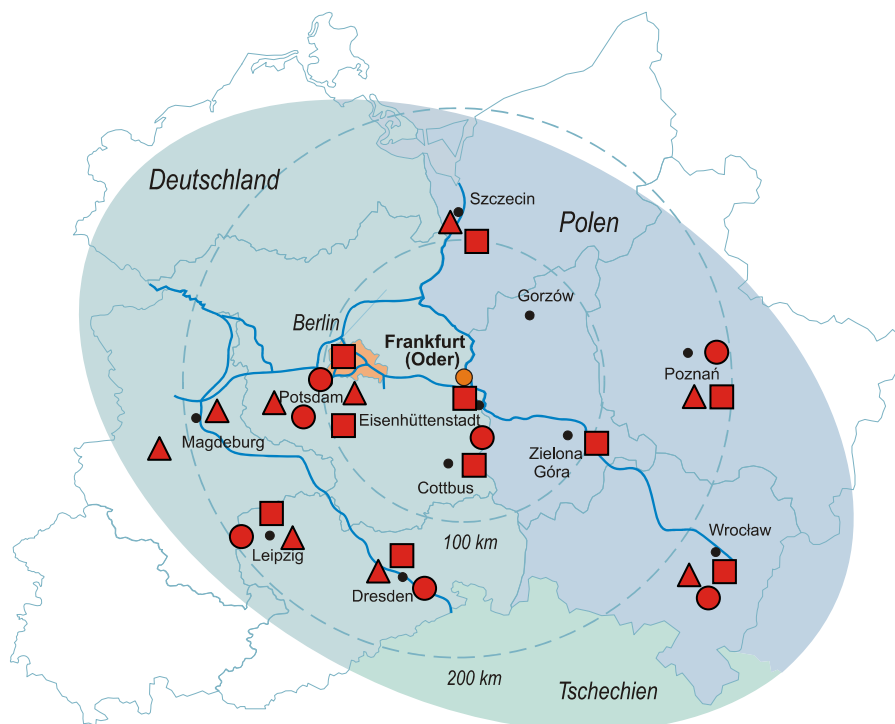 Deutschland
Szczecin
Polen
Gorzów
Berlin
Frankfurt
(Oder)
Poznań
Potsdam
Eisenhüttenstadt
Magdeburg
Zielona
Góra
Cottbus
Wrocław
100 km
Leipzig
Dresden
200 km
Tschechien